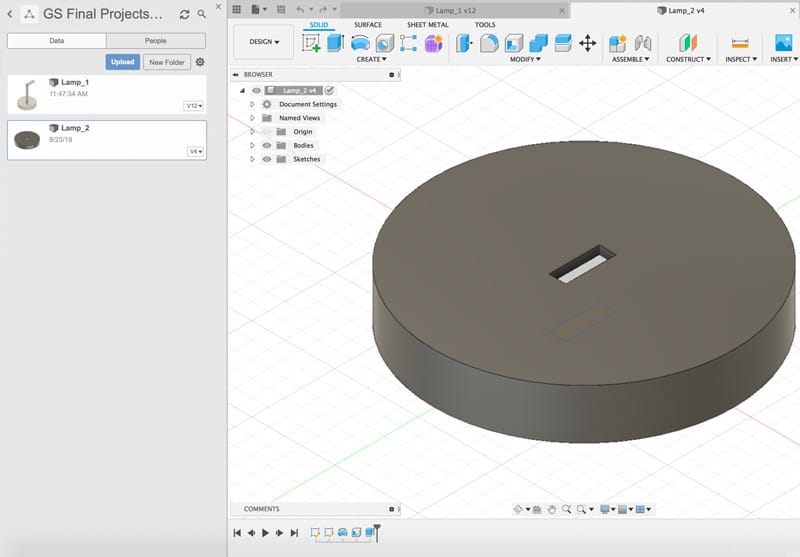 GS Final Projects...
Data
People
Upload
New Folder
Lamp_1
11:47:34 AM
V12
Lamp_2
8/23/19
V4
Lamp_1 v12
Lamp_2 v4
DESIGN
SOLID
SURFACE
SHEET METAL
TOOLS
CREATE
MODIFY
ASSEMBLE
CONSTRUCT
INSPECT
INSERT
BROWSER
Lamp_2 v4
Document Settings
Named Views
Origin
Bodies
Sketches
COMMENTS